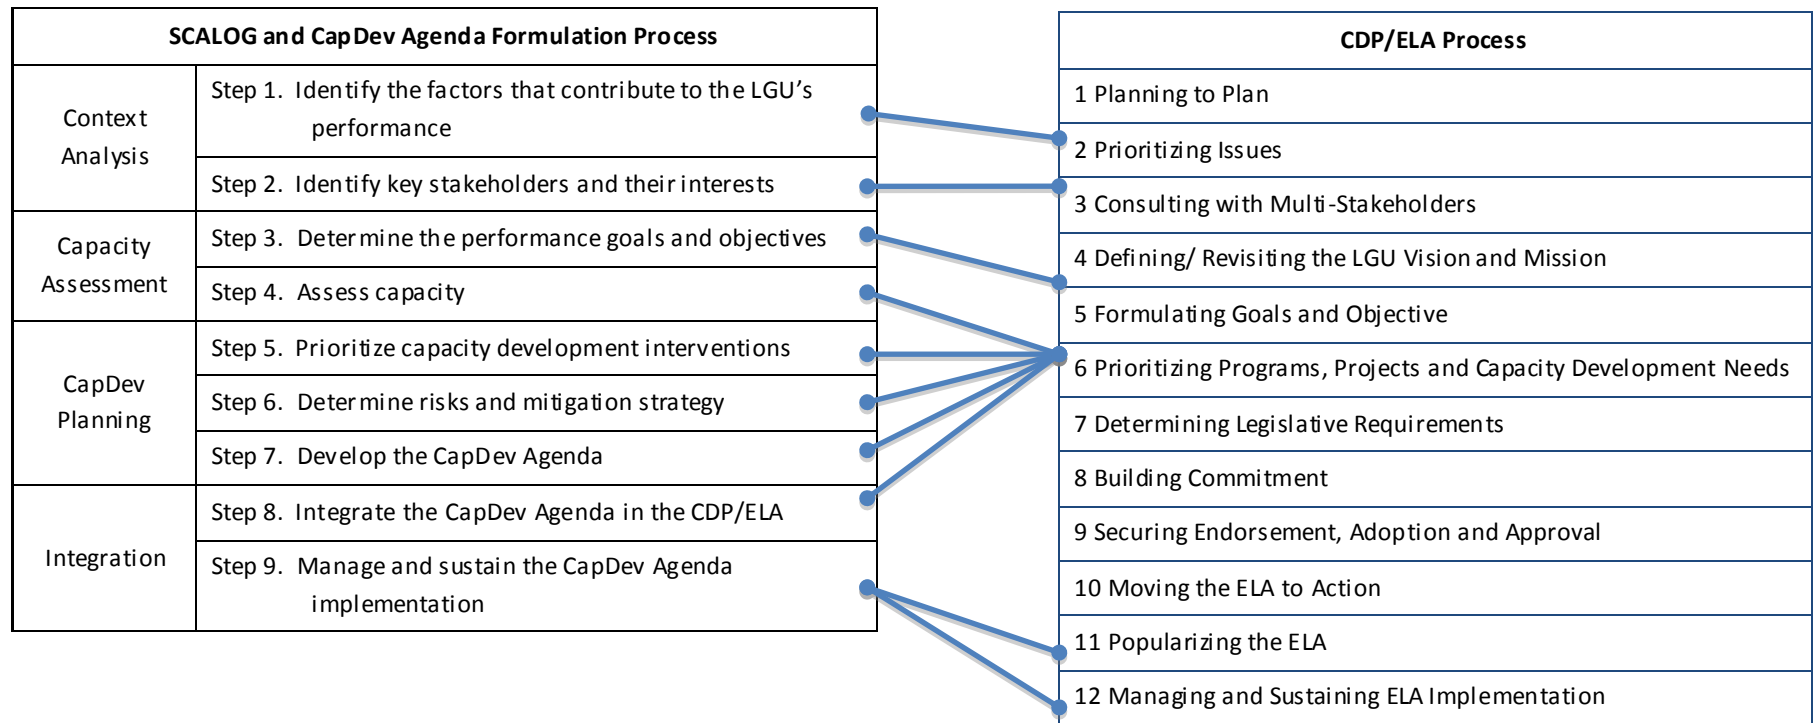 SCALOG and CapDev Agenda Formulation Process
Context
Analysis
Step 1. Identify the factors that contribute to the LGU's
performance
Step 2. Identify key stakeholders and their interests
Capacity
Assessment
Step 3. Determine the performance goals and objectives
Step 4. Assess capacity
CapDev
Planning
Step 5. Prioritize capacity development interventions
Step 6. Determine risks and mitigation strategy
Step 7. Develop the CapDev Agenda
Integration
Step 8. Integrate the CapDev Agenda in the CDP/ELA
Step 9. Manage and sustain the CapDev Agenda
implementation
CDP/ELA Process
1 Planning to Plan
2 Prioritizing Issues
3 Consulting with Multi-Stakeholders
4 Defining/ Revisiting the LGU Vision and Mission
5 Formulating Goals and Objective
6 Prioritizing Programs, Projects and Capacity Development Needs
7 Determining Legislative Requirements
8 Building Commitment
9 Securing Endorsement, Adoption and Approval
10 Moving the ELA to Action
11 Popularizing the ELA
12 Managing and Sustaining ELA Implementation